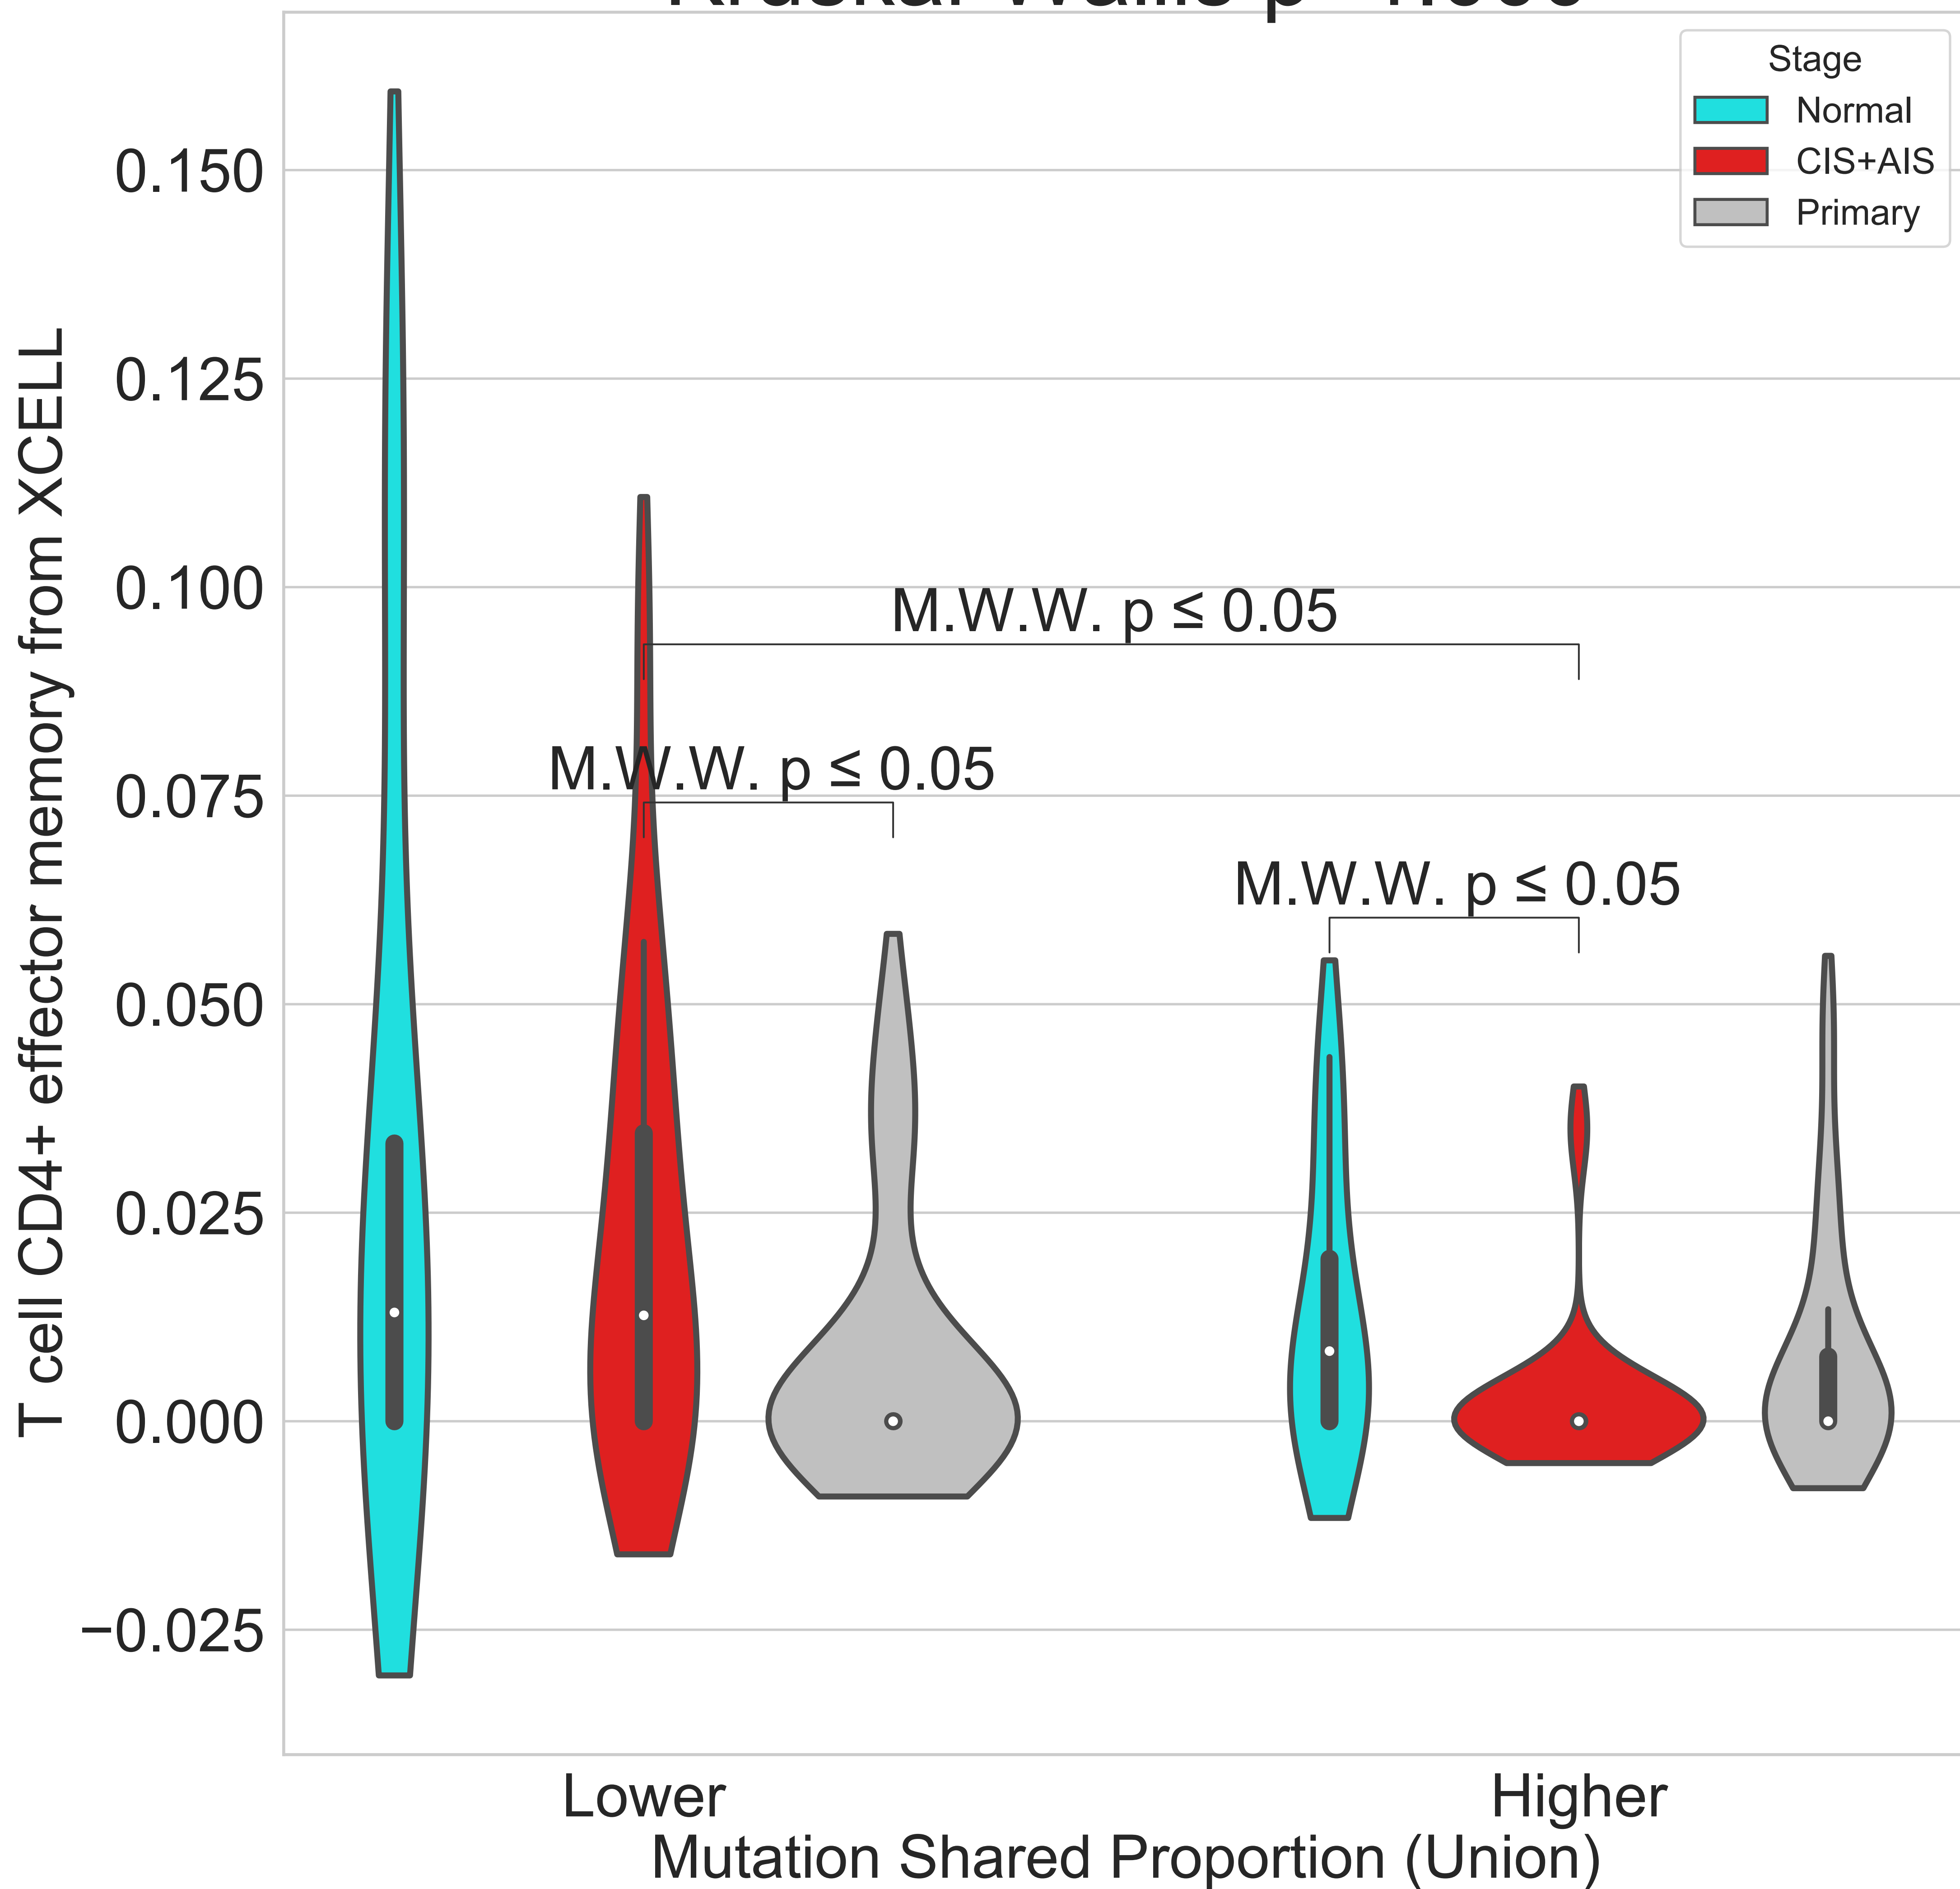 Stage
Normal
CIS+AIS
Primary
0.150
0.125
0.100
0.075
0.050
0.025
0.000
−0.025
T cell CD4+ effector memory from XCELL
M.W.W. p ≤ 0.05
M.W.W. p ≤ 0.05
M.W.W. p ≤ 0.05
Lower
Higher
Mutation Shared Proportion (Union)